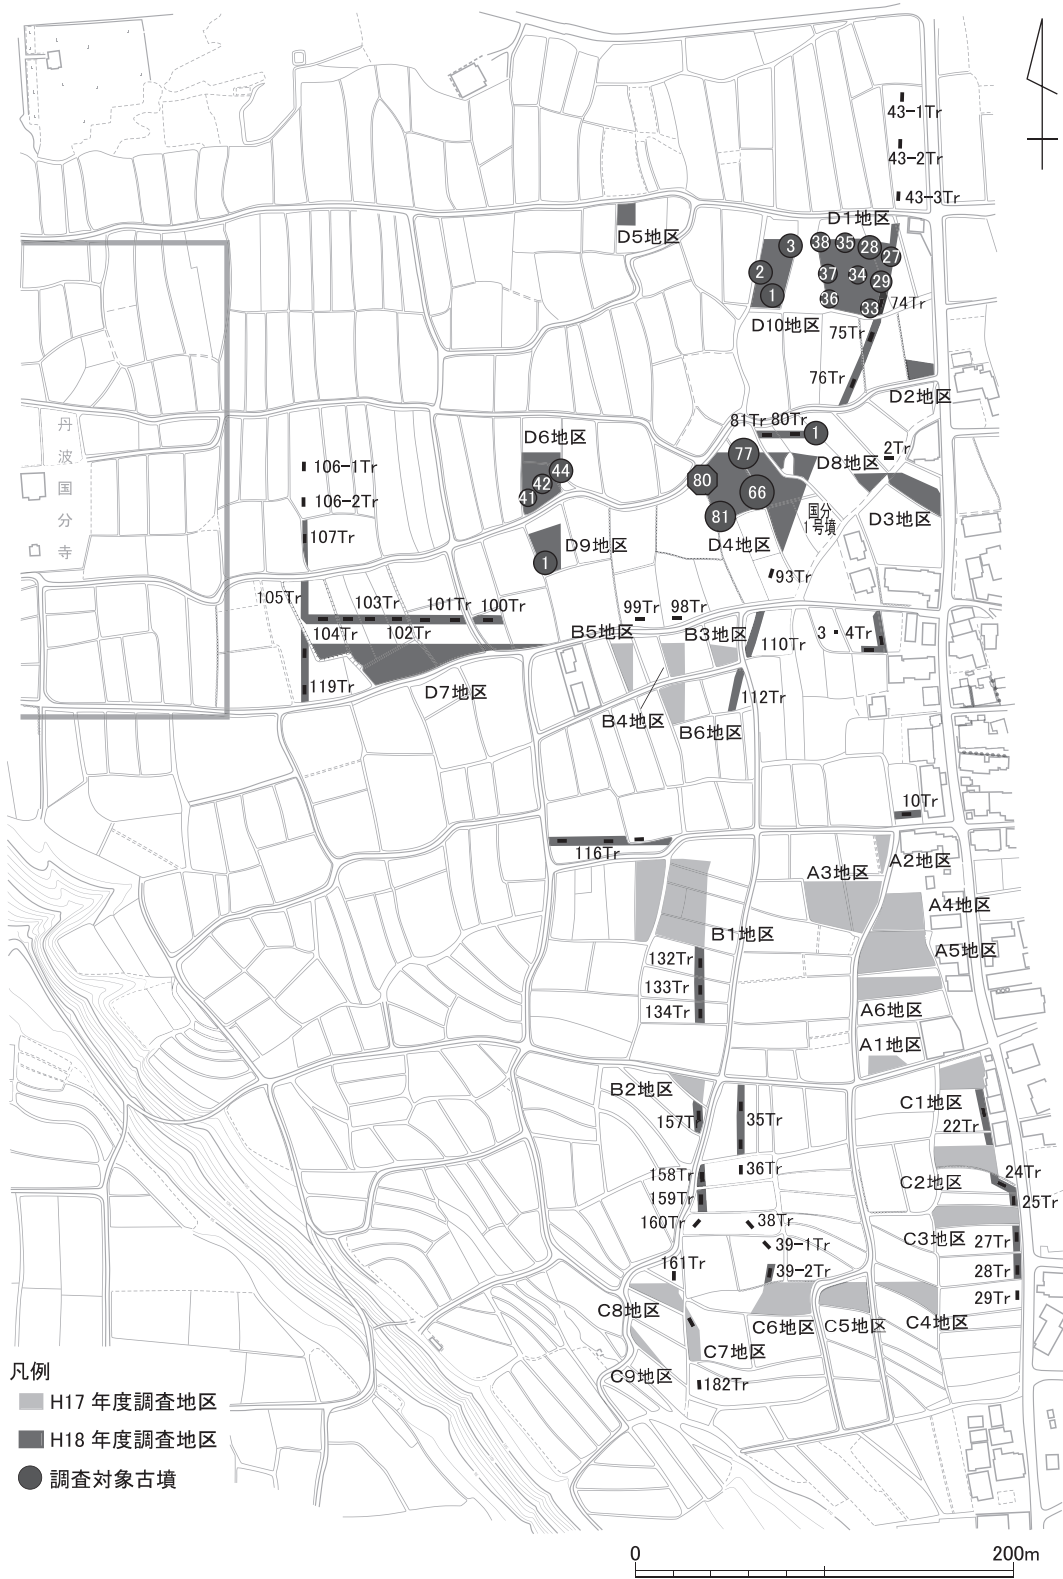 43-1Tr
43-2Tr
43-3Tr
D1地区
D5地区
3
38
35
28
27
2
37
34
29
1
36
33
74Tr
D10地区
75Tr
76Tr
D2地区
丹波国分寺
106-1Tr
106-2Tr
107Tr
D6地区
44
42
41
81Tr
80Tr
1
77
80
66
81
D8地区
2Tr
D3地区
国分
1号墳
D4地区
D9地区
1
93Tr
105Tr
103Tr
101Tr
100Tr
104Tr
102Tr
99Tr
98Tr
B5地区
B3地区
110Tr
3・4Tr
119Tr
D7地区
B4地区
B6地区
112Tr
10Tr
116Tr
A2地区
A3地区
A4地区
B1地区
A5地区
132Tr
133Tr
134Tr
A6地区
A1地区
B2地区
157Tr
35Tr
C1地区
22Tr
158Tr
36Tr
24Tr
C2地区
159Tr
25Tr
160Tr
38Tr
39-1Tr
C3地区
27Tr
161Tr
39-2Tr
28Tr
29Tr
C8地区
C6地区
C5地区
C4地区
C7地区
C9地区
182Tr
凡例
H17 年度調査地区
H18 年度調査地区
調査対象古墳
0
200m